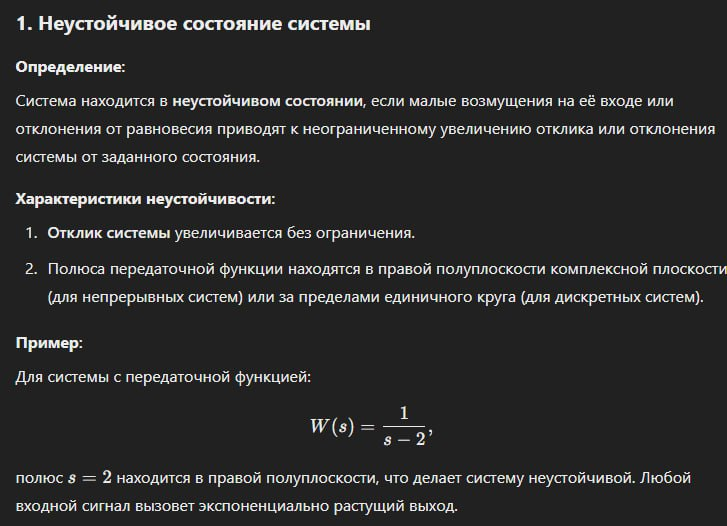 1. Неустойчивое состояние системы
Определение:
Система находится в неустойчивом состоянии, если малые возмущения на её входе или
отклонения от равновесия приводят к неограниченному увеличению отклика или отклонения
системы от заданного состояния.
Характеристики неустойчивости:
1. Отклик системы увеличивается без ограничения.
2. Полюса передаточной функции находятся в правой полуплоскости комплексной плоскости
(для непрерывных систем) или за пределами единичного круга (для дискретных систем).
Пример:
Для системы с передаточной функцией:
W(s) = 1/(s − 2),
полюс s = 2 находится в правой полуплоскости, что делает систему неустойчивой. Любой
входной сигнал вызовет экспоненциально растущий выход.